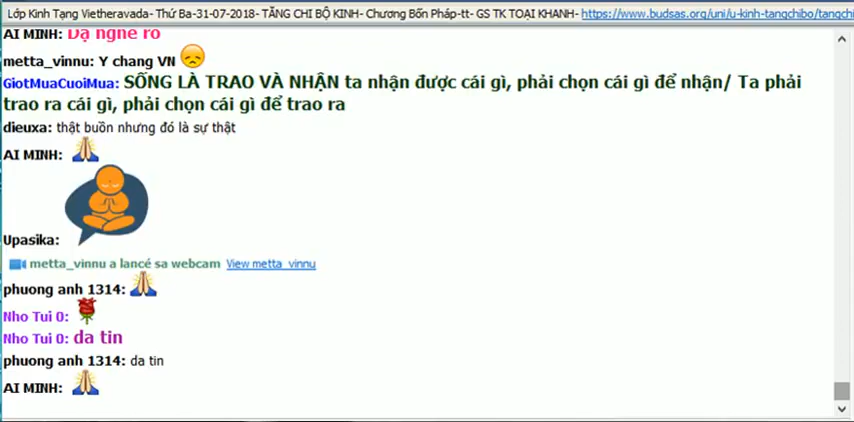 Lớp Kinh Tạng Vietheravada- Thứ Ba-31-07-2018- TĂNG CHI BỘ KINH- Chương Bốn Pháp-tt- GS TK TOẠI KHANH- https://www.budsas.org/uni/u-kinh-tangchibo/tangchi
AI MINH: Dạ nghe rõ
metta_vinnu: Y chang VN
GiotMuaCuoiMua: SỐNG LÀ TRAO VÀ NHẬN ta nhận được cái gì, phải chọn cái gì để nhận/ Ta phải
trao ra cái gì, phải chọn cái gì để trao ra
dieuxa: thật buồn nhưng đó là sự thật
AI MINH:
Upasika:
metta_vinnu a lancé sa webcam View metta_vinnu
phuong anh 1314:
Nho Tui 0:
Nho Tui 0: da tin
phuong anh 1314: da tin
AI MINH: